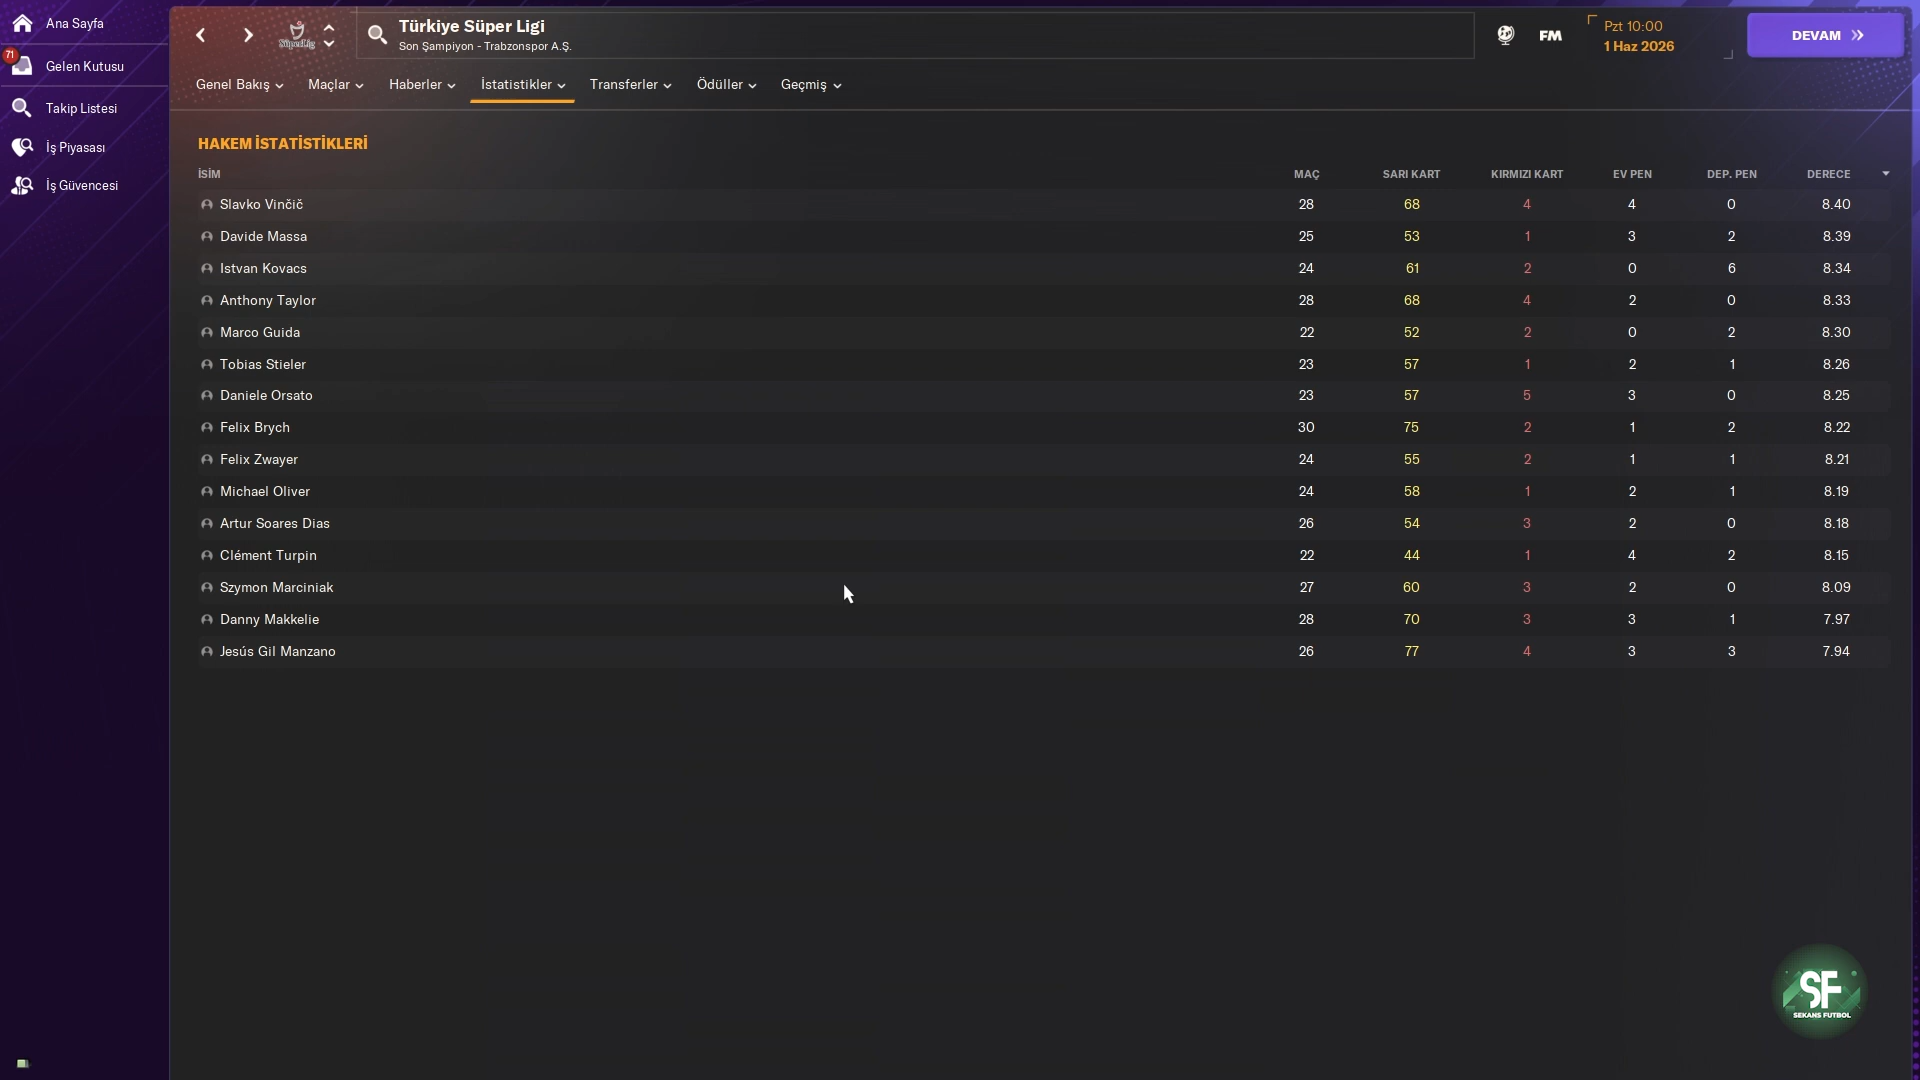 Ana Sayfa
71
Gelen Kutusu
Takip Listesi
İş Piyasası
İş Güvencesi
SüperLig
Türkiye Süper Ligi
Son Şampiyon - Trabzonspor A.Ş.
FM
Pzt 10:00
1 Haz 2026
DEVAM
Genel Bakış Maçlar Haberler İstatistikler Transferler Ödüller Geçmiş
HAKEM İSTATİSTİKLERİ
İSİM MAÇ SARI KART KIRMIZI KART EV PEN DEP. PEN DERECE
Slavko Vinčič 28 68 4 4 0 8.40
Davide Massa 25 53 1 3 2 8.39
Istvan Kovacs 24 61 2 0 6 8.34
Anthony Taylor 28 68 4 2 0 8.33
Marco Guida 22 52 2 0 2 8.30
Tobias Stieler 23 57 1 2 1 8.26
Daniele Orsato 23 57 5 3 0 8.25
Felix Brych 30 75 2 1 2 8.22
Felix Zwayer 24 55 2 1 1 8.21
Michael Oliver 24 58 1 2 1 8.19
Artur Soares Dias 26 54 3 2 0 8.18
Clément Turpin 22 44 1 4 2 8.15
Szymon Marciniak 27 60 3 2 0 8.09
Danny Makkelie 28 70 3 3 1 7.97
Jesús Gil Manzano 26 77 4 3 3 7.94
SF
SEKANS FUTBOL